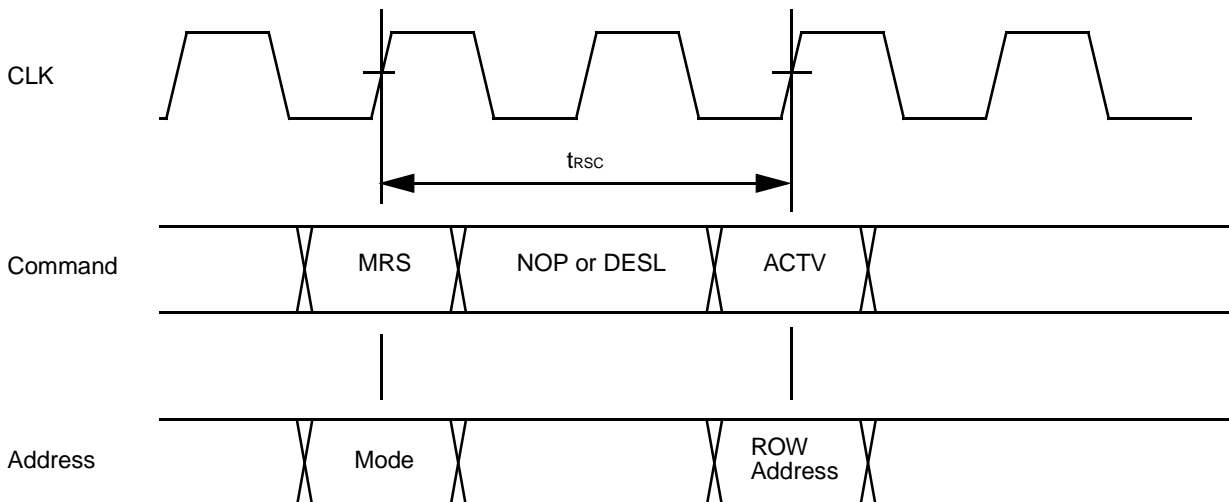 CLK
tRSC
Command
MRS
NOP or DESL
ACTV
Address
Mode
ROW
Address